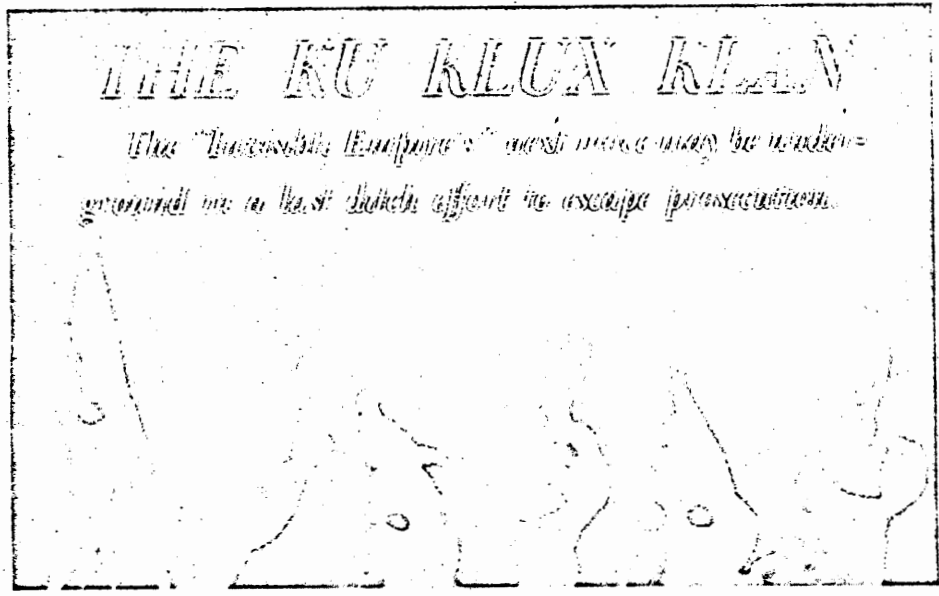 THE KU KLUX KLAN
The "Invisible Empire's" next move may be under-
ground in a last ditch effort to escape prosecution.